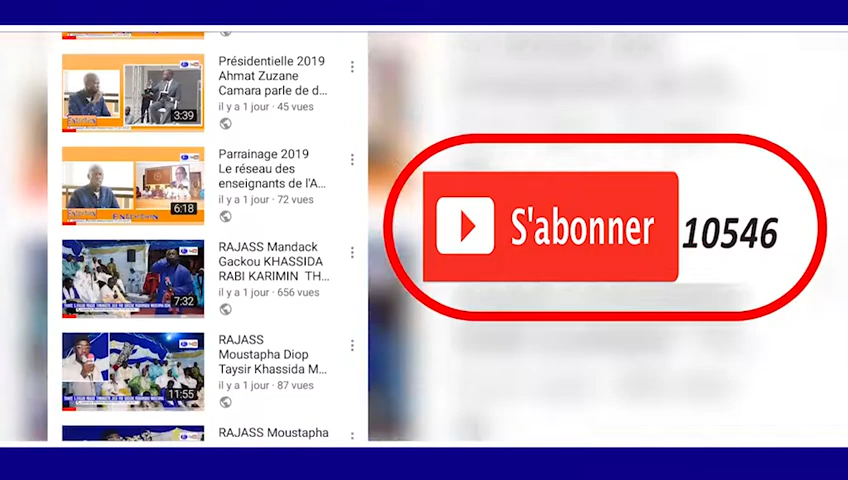 Présidentielle 2019
Ahmat Zuzane
Camara parle de d...
il y a 1 jour · 45 vues
3:39
Parrainage 2019
Le réseau des
enseignants de l'A...
il y a 1 jour · 72 vues
6:18
RAJASS Mandack
Gackou KHASSIDA
RABI KARIMIN TH...
il y a 1 jour · 656 vues
7:32
RAJASS
Moustapha Diop
Taysir Khassida M...
il y a 1 jour · 87 vues
11:55
RAJASS Moustapha
S'abonner 10546